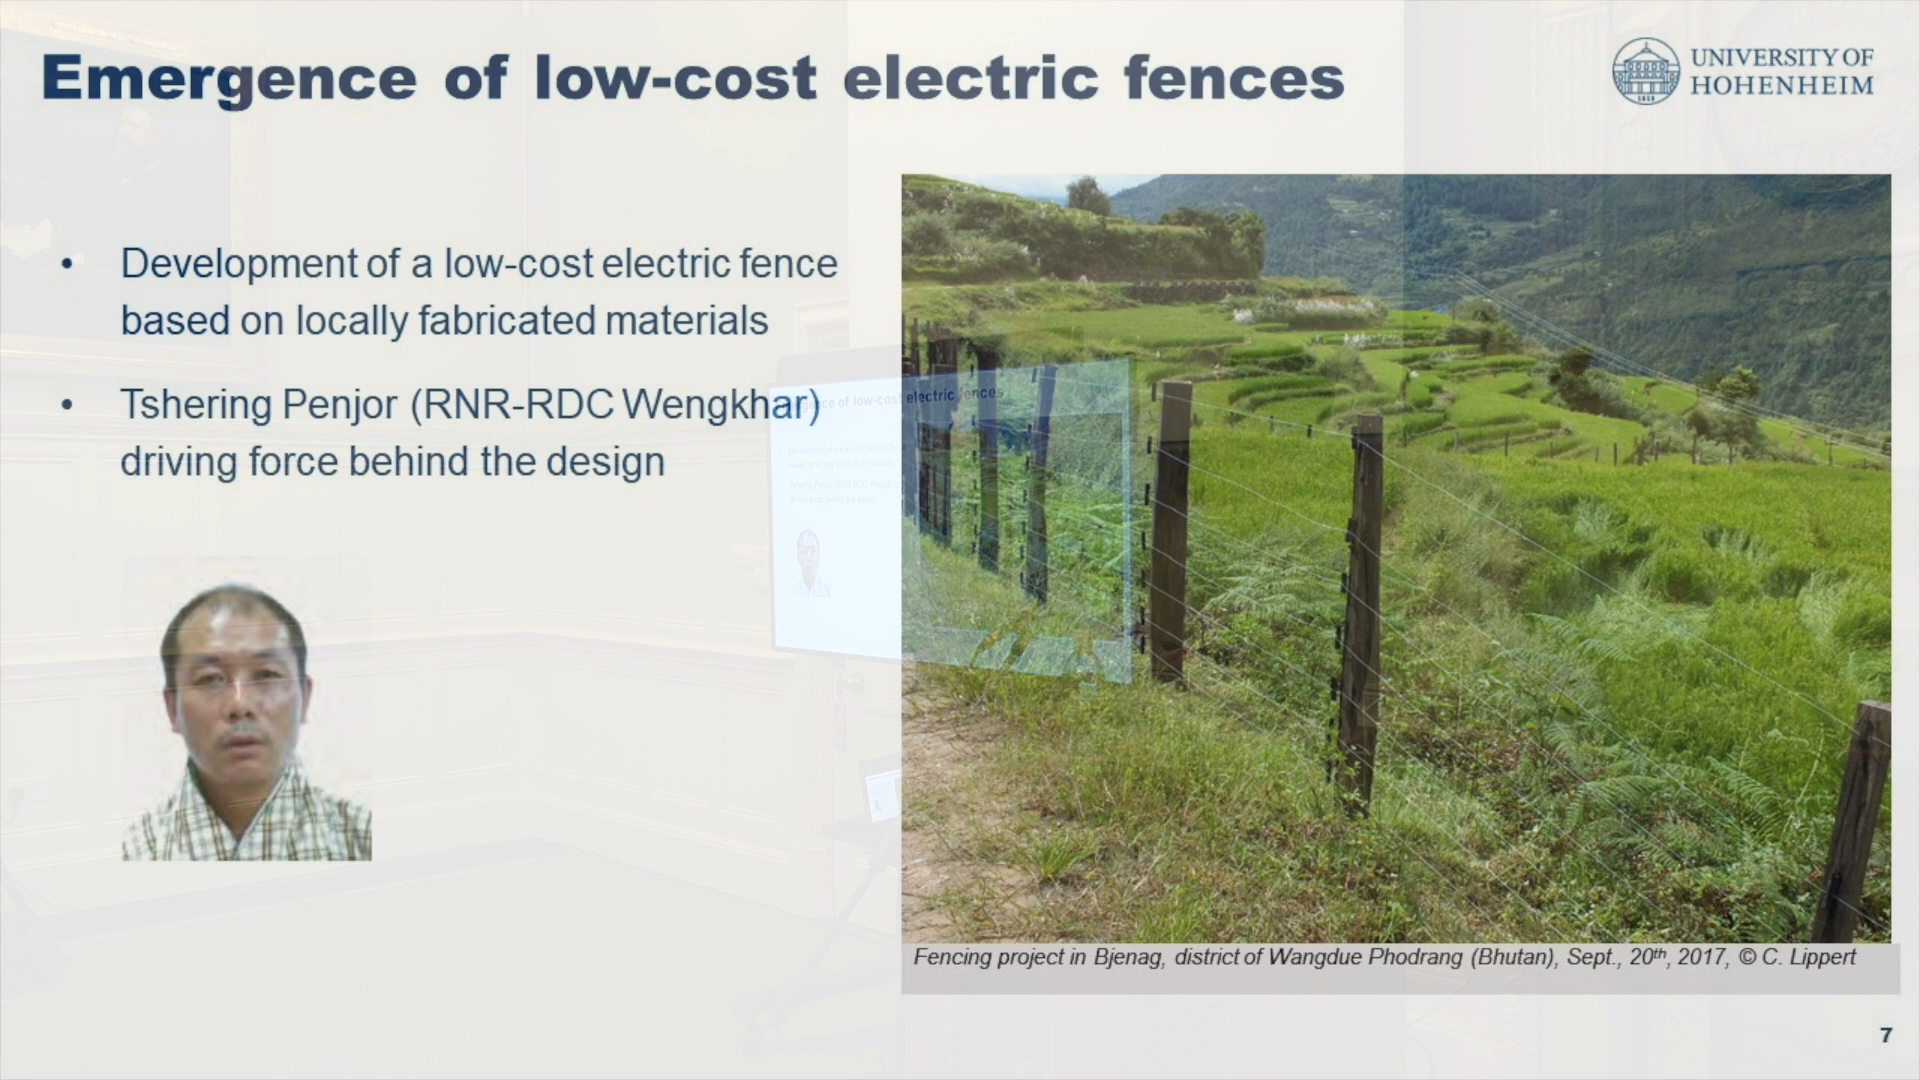 Emergence of low-cost electric fences
UNIVERSITY OF
HOHENHEIM
• Development of a low-cost electric fence
based on locally fabricated materials
• Tshering Penjor (RNR-RDC Wengkhar)
driving force behind the design
electric fences
Fencing project in Bjenag, district of Wangdue Phodrang (Bhutan), Sept., 20th, 2017, © C. Lippert
7